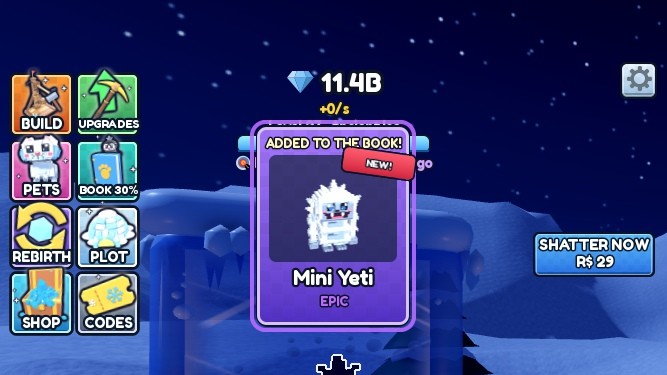 11.4B
+0/s
BUILD
UPGRADES
ADDED TO THE BOOK!
NEW!
go
PETS
BOOK 30%
REBIRTH
PLOT
SHATTER NOW
R$ 29
Mini Yeti
EPIC
SHOP
CODES